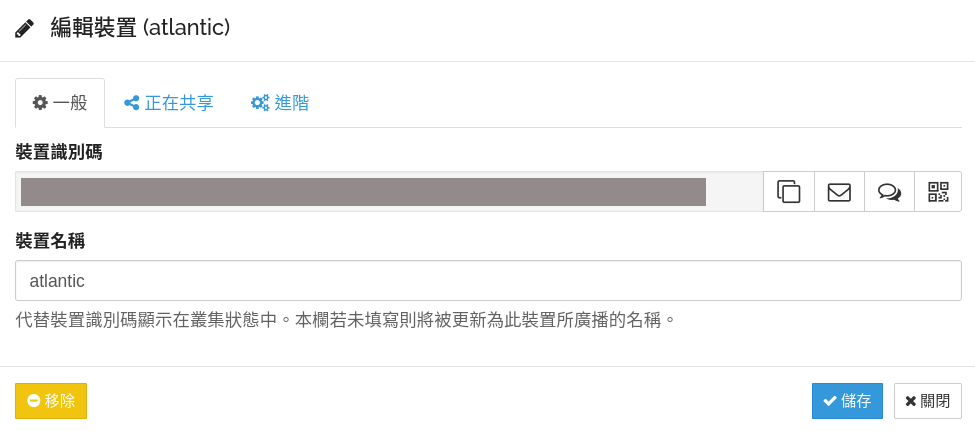 編輯裝置 (atlantic)
一般 正在共享 進階
裝置識別碼
裝置名稱
atlantic
代替裝置識別碼顯示在叢集狀態中。本欄若未填寫則將被更新為此裝置所廣播的名稱。
移除 儲存 關閉